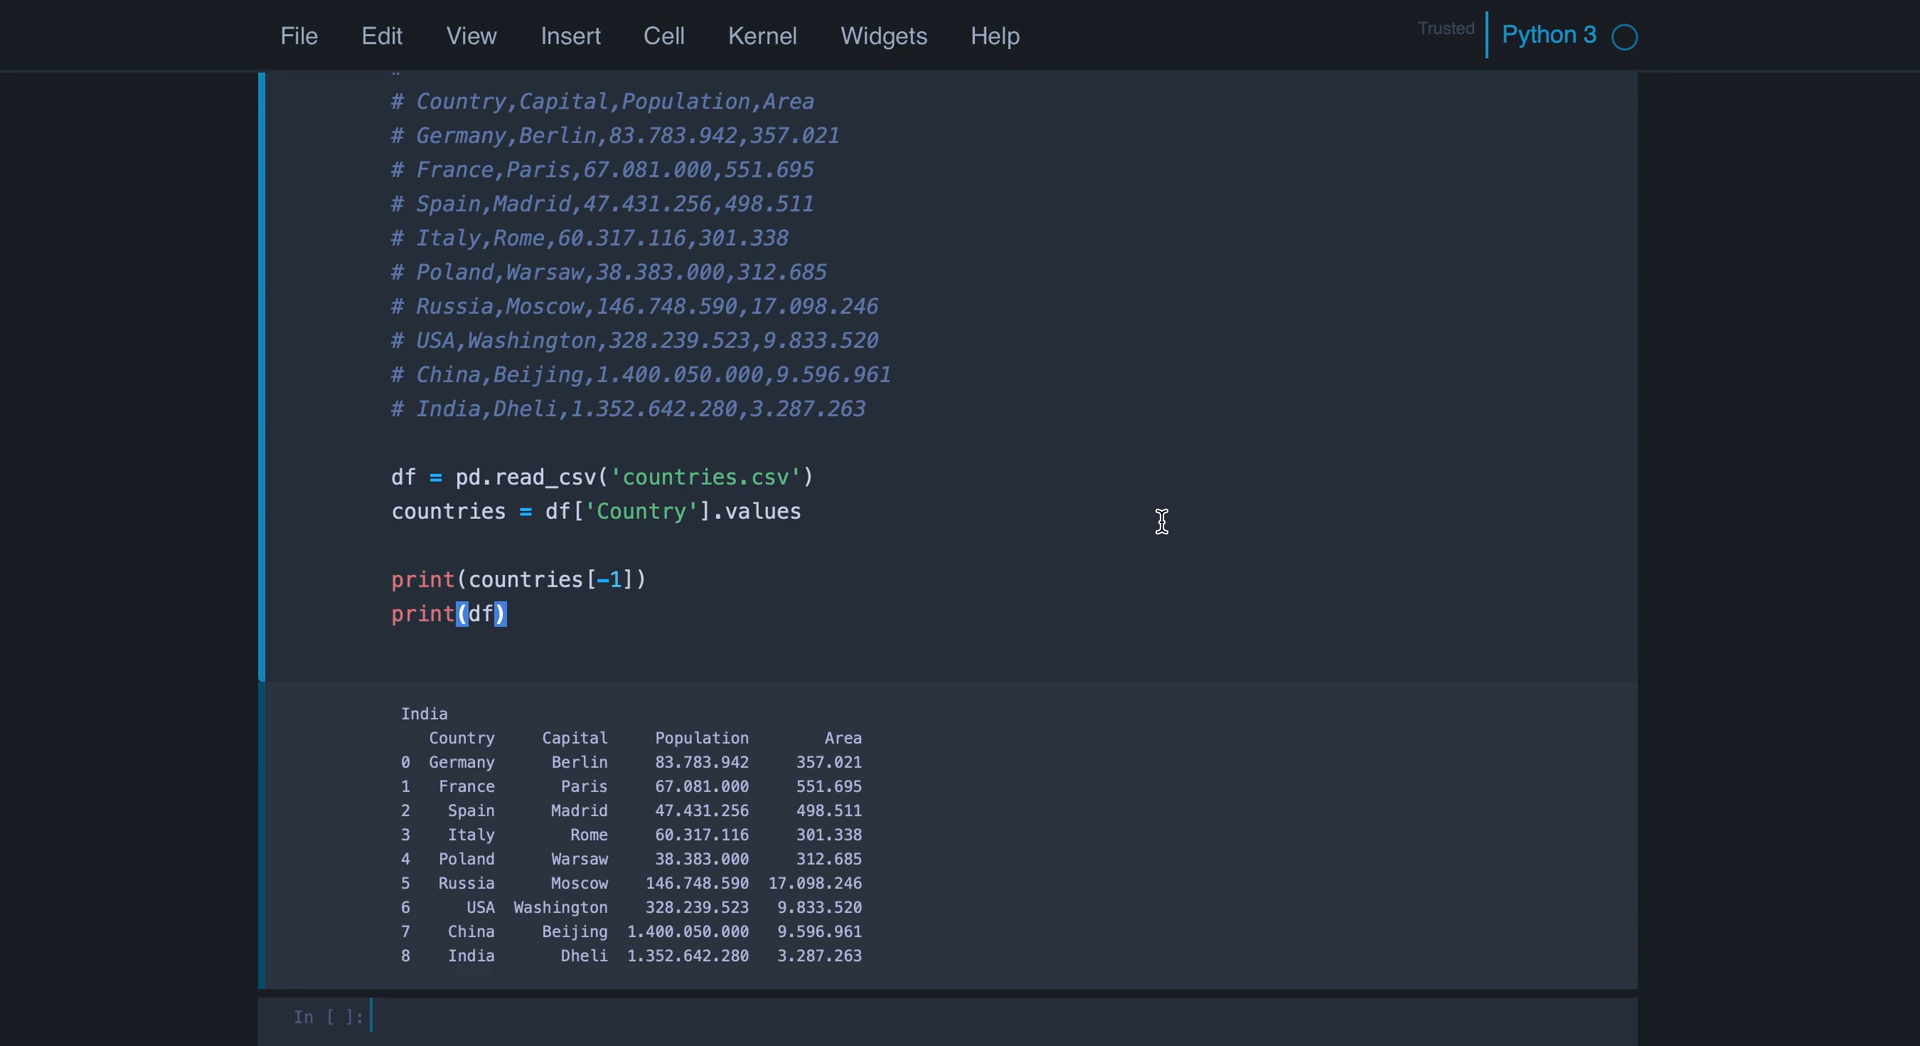 File Edit View Insert Cell Kernel Widgets Help Trusted Python 3
#
# Country,Capital,Population,Area
# Germany,Berlin,83.783.942,357.021
# France,Paris,67.081.000,551.695
# Spain,Madrid,47.431.256,498.511
# Italy,Rome,60.317.116,301.338
# Poland,Warsaw,38.383.000,312.685
# Russia,Moscow,146.748.590,17.098.246
# USA,Washington,328.239.523,9.833.520
# China,Beijing,1.400.050.000,9.596.961
# India,Dheli,1.352.642.280,3.287.263
df = pd.read_csv('countries.csv')
countries = df['Country'].values
print(countries[-1])
print(df)
India
Country Capital Population Area
0 Germany Berlin 83.783.942 357.021
1 France Paris 67.081.000 551.695
2 Spain Madrid 47.431.256 498.511
3 Italy Rome 60.317.116 301.338
4 Poland Warsaw 38.383.000 312.685
5 Russia Moscow 146.748.590 17.098.246
6 USA Washington 328.239.523 9.833.520
7 China Beijing 1.400.050.000 9.596.961
8 India Dheli 1.352.642.280 3.287.263
In [ ]: